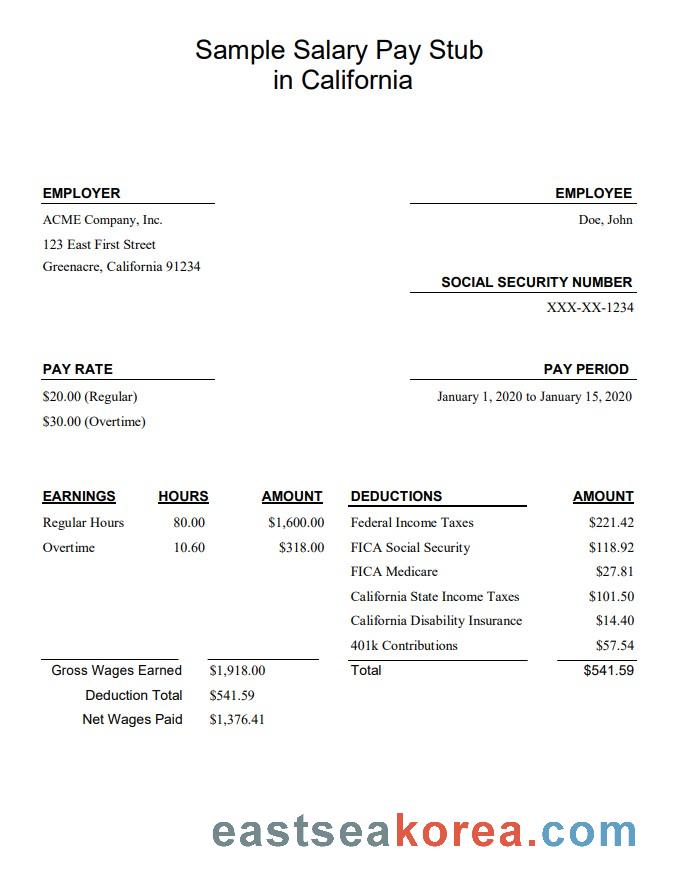 Sample Salary Pay Stub
in California
EMPLOYER
ACME Company, Inc.
123 East First Street
Greenacre, California 91234
EMPLOYEE
Doe, John
SOCIAL SECURITY NUMBER
XXX-XX-1234
PAY RATE
$20.00 (Regular)
$30.00 (Overtime)
PAY PERIOD
January 1, 2020 to January 15, 2020
EARNINGS HOURS AMOUNT
Regular Hours 80.00 $1,600.00
Overtime 10.60 $318.00
Gross Wages Earned $1,918.00
Deduction Total $541.59
Net Wages Paid $1,376.41
DEDUCTIONS AMOUNT
Federal Income Taxes $221.42
FICA Social Security $118.92
FICA Medicare $27.81
California State Income Taxes $101.50
California Disability Insurance $14.40
401k Contributions $57.54
Total $541.59
eastseakorea.com